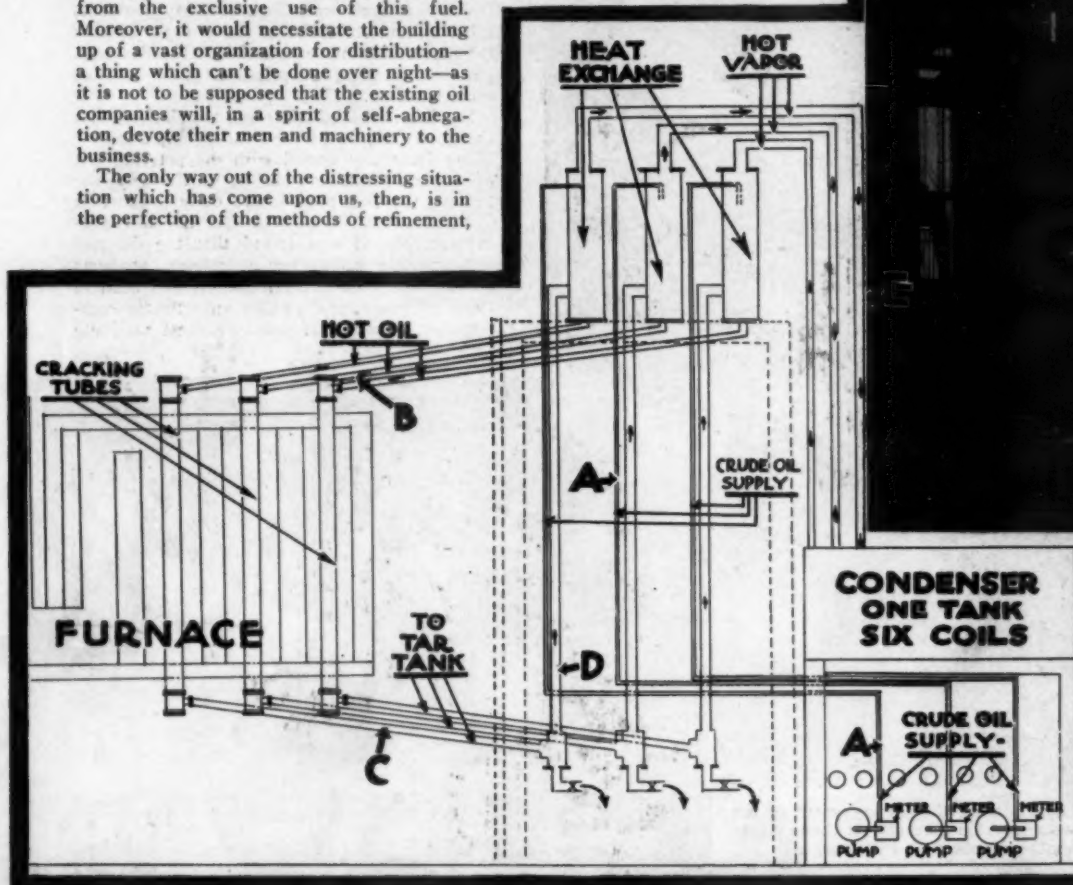 from the exclusive use of this fuel.
Moreover, it would necessitate the building
up of a vast organization for distribution—
a thing which can't be done over night—as
it is not to be supposed that the existing oil
companies will, in a spirit of self-abnega-
tion, devote their men and machinery to the
business.
The only way out of the distressing situa-
tion which has come upon us, then, is in
the perfection of the methods of refinement,
HEAT
EXCHANGE
HOT
VAPOR
HOT OIL
CRACKING
TUBES
B
A
CRUDE OIL
SUPPLY
FURNACE
TO
TAR
TANK
D
C
CONDENSER
ONE TANK
SIX COILS
CRUDE OIL
SUPPLY-
A
METER
METER
METER
PUMP
PUMP
PUMP